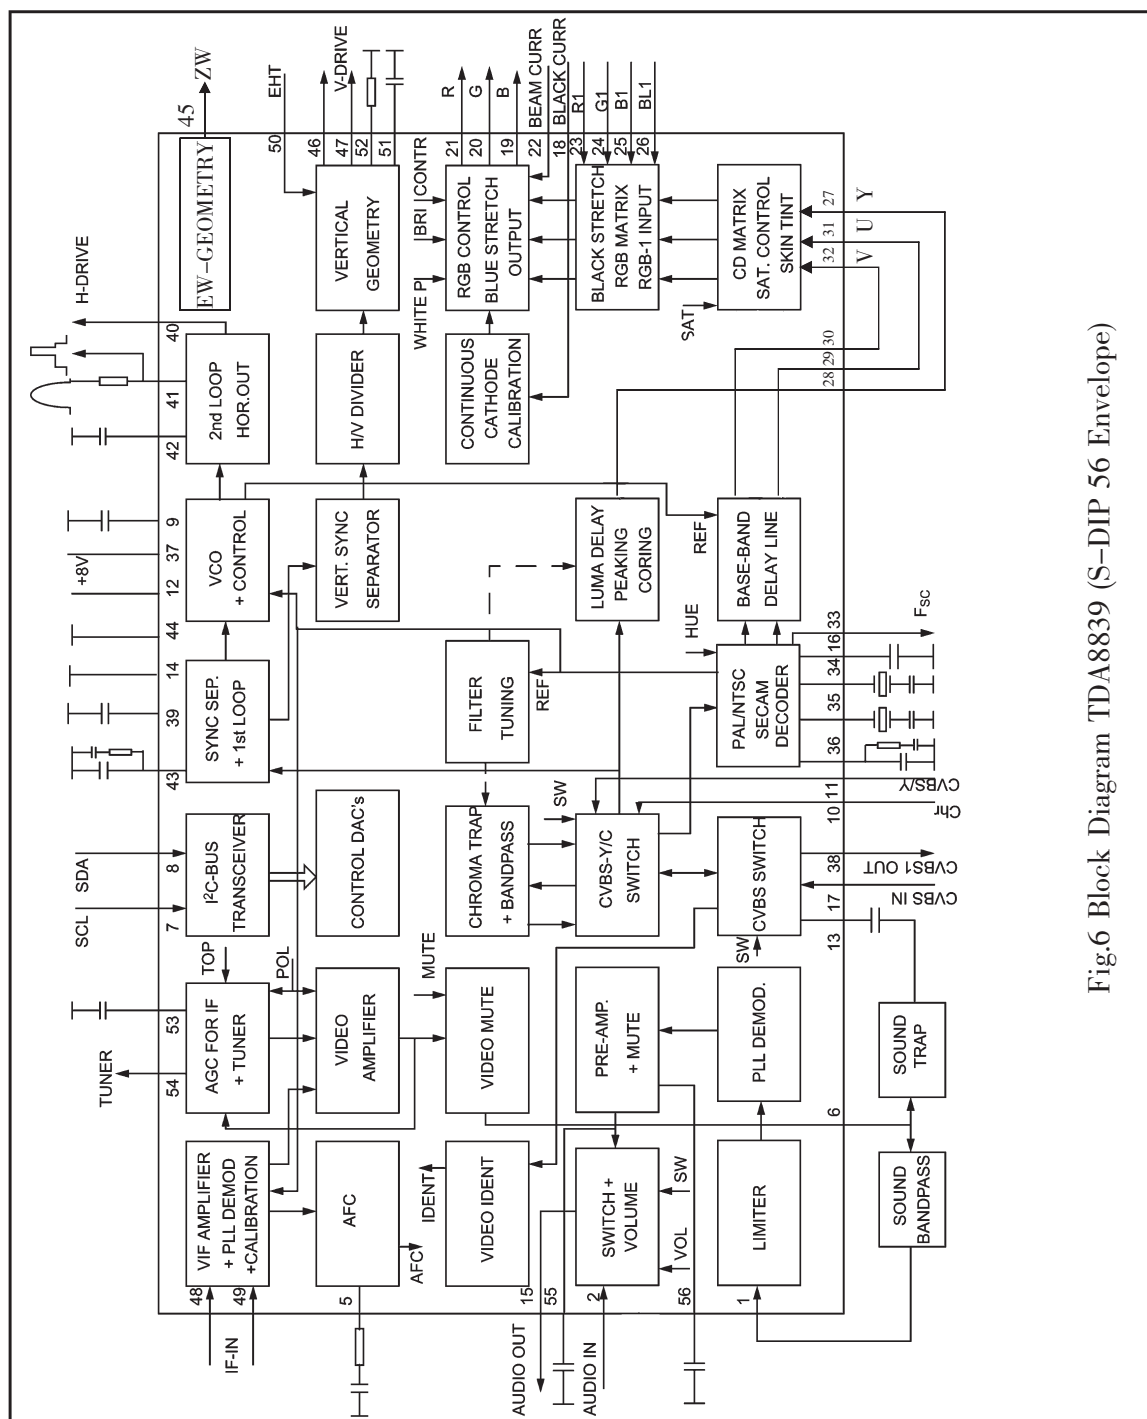 TUNER
SCL
SDA
+8V
H-DRIVE
54
53
7
8
43
39
14
44
12
37
9
42
41
40
45
ZW
IF-IN
48
49
VIF AMPLIFIER
+ PLL DEMOD
+CALIBRATION
AGC FOR IF
+ TUNER
TOP
I²C-BUS
TRANSCEIVER
SYNC SEP.
+ 1st LOOP
VCO
+ CONTROL
2nd LOOP
HOR.OUT
EW-GEOMETRY
POL
EHT
50
5
AFC
AFC
VIDEO
AMPLIFIER
CONTROL DAC's
VERT. SYNC
SEPARATOR
H/V DIVIDER
VERTICAL
GEOMETRY
46
47
52
51
V-DRIVE
IDENT
MUTE
WHITE P
BRI
CONTR
VIDEO IDENT
VIDEO MUTE
CHROMA TRAP
+ BANDPASS
FILTER
TUNING
REF
CONTINUOUS
CATHODE
CALIBRATION
RGB CONTROL
BLUE STRETCH
OUTPUT
21
20
19
22
18
R
G
B
BEAM CURR
BLACK CURR
AUDIO OUT
AUDIO IN
15
55
2
56
SWITCH +
VOLUME
VOL
SW
PRE-AMP.
+ MUTE
SW
CVBS-Y/C
SWITCH
LUMA DELAY
PEAKING
CORING
BLACK STRETCH
RGB MATRIX
RGB-1 INPUT
23
24
25
26
R1
G1
B1
BL1
HUE
REF
SAT
1
LIMITER
PLL DEMOD.
SW
CVBS SWITCH
PAL/NTSC
SECAM
DECODER
BASE-BAND
DELAY LINE
CD MATRIX
SAT. CONTROL
SKIN TINT
6
13
17
38
10
11
36
35
34
16
33
28
29
30
32
31
27
V
U
Y
SOUND
BANDPASS
SOUND
TRAP
CVBS IN
CVBS1 OUT
Chr
CVBS/Y
FSC
Fig.6 Block Diagram TDA8839 (S-DIP 56 Envelope)